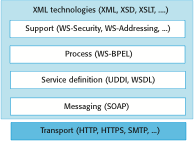 XML technologies (XML, XSD, XSLT, ....)
Support (WS-Security, WS-Addressing, ...)
Process (WS-BPEL)
Service definition (UDDI, WSDL)
Messaging (SOAP)
Transport (HTTP, HTTPS, SMTP, ...)